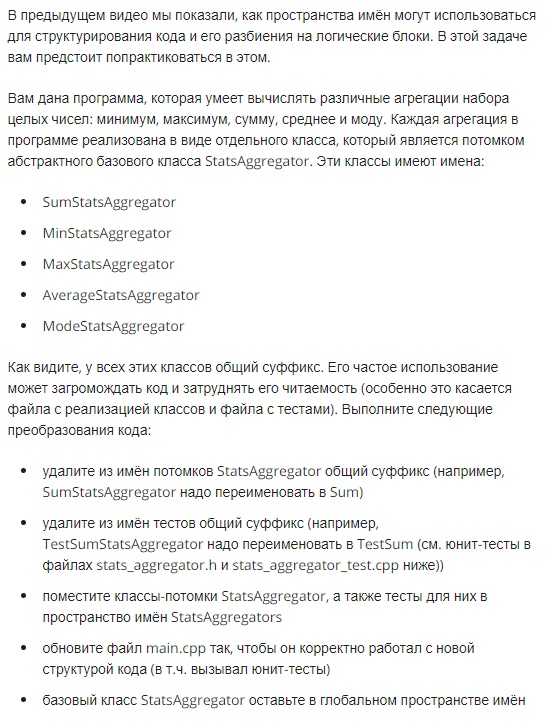 В предыдущем видео мы показали, как пространства имён могут использоваться
для структурирования кода и его разбиения на логические блоки. В этой задаче
вам предстоит попрактиковаться в этом.
Вам дана программа, которая умеет вычислять различные агрегации набора
целых чисел: минимум, максимум, сумму, среднее и моду. Каждая агрегация в
программе реализована в виде отдельного класса, который является потомком
абстрактного базового класса StatsAggregator. Эти классы имеют имена:
• SumStatsAggregator
• MinStatsAggregator
• MaxStatsAggregator
• AverageStatsAggregator
• ModeStatsAggregator
Как видите, у всех этих классов общий суффикс. Его частое использование
может загромождать код и затруднять его читаемость (особенно это касается
файла с реализацией классов и файла с тестами). Выполните следующие
преобразования кода:
• удалите из имён потомков StatsAggregator общий суффикс (например,
SumStatsAggregator надо переименовать в Sum)
• удалите из имён тестов общий суффикс (например,
TestSumStatsAggregator надо переименовать в TestSum (см. юнит-тесты в
файлах stats_aggregator.h и stats_aggregator_test.cpp ниже))
• поместите классы-потомки StatsAggregator, а также тесты для них в
пространство имён StatsAggregators
• обновите файл main.cpp так, чтобы он корректно работал с новой
структурой кода (в т.ч. вызывал юнит-тесты)
• базовый класс StatsAggregator оставьте в глобальном пространстве имён